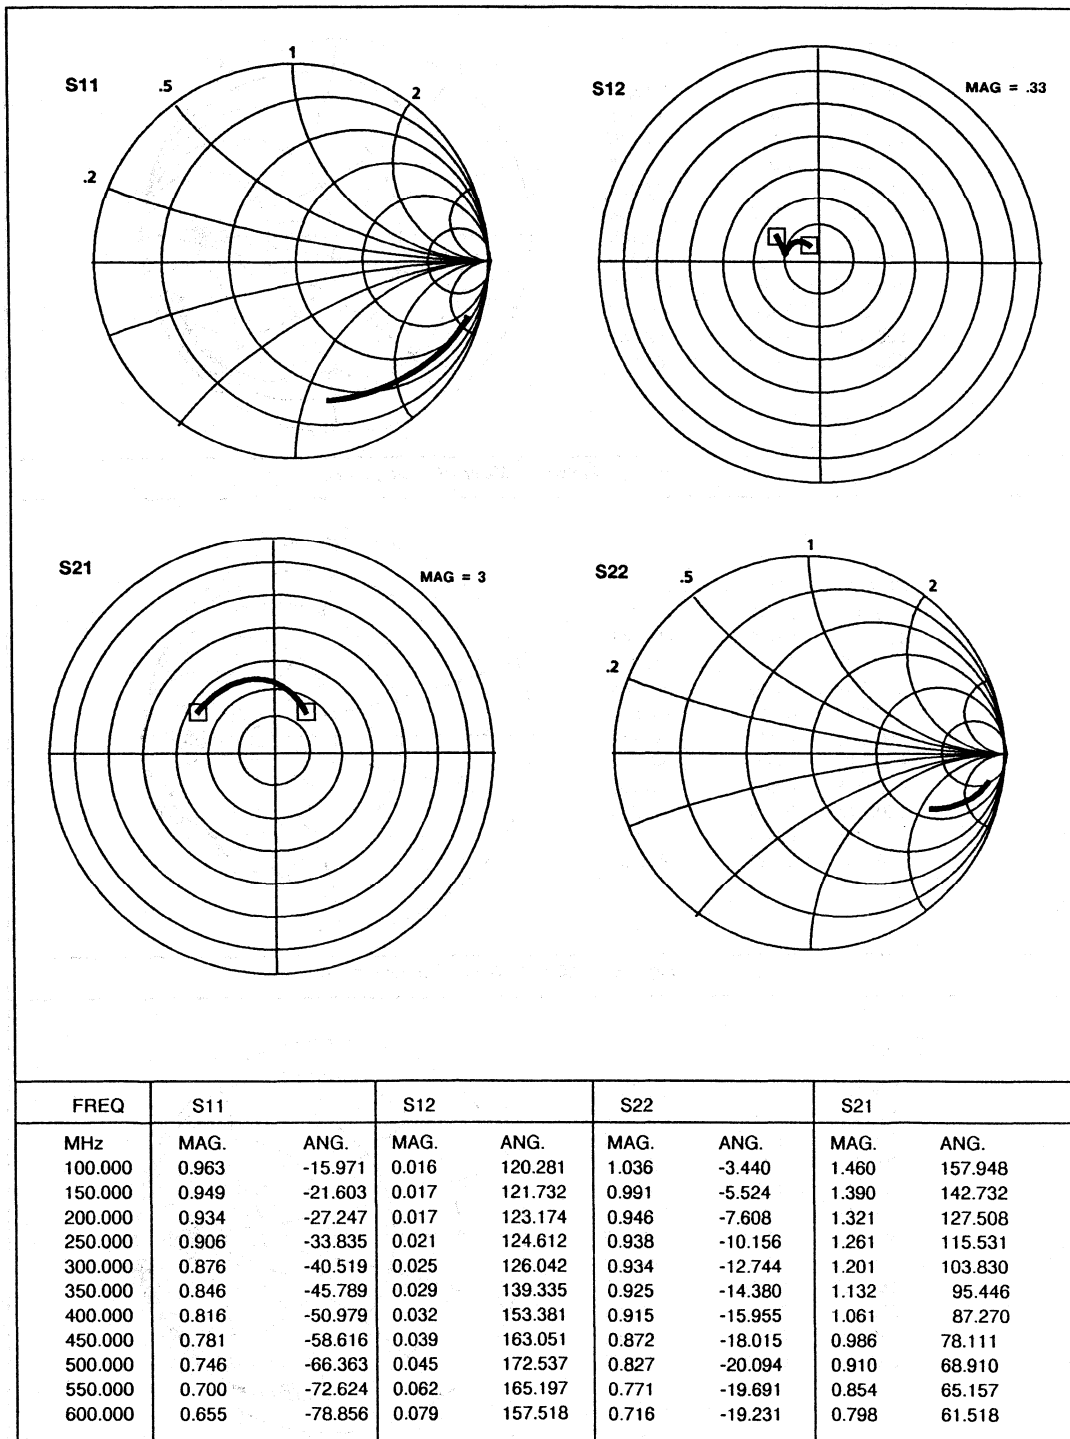 S11
.2
.5
1
2
S12
MAG = .33
S21
MAG = 3
S22
.2
.5
1
2
FREQ S11 S12 S22 S21
MHz MAG. ANG. MAG. ANG. MAG. ANG. MAG. ANG.
100.000 0.963 -15.971 0.016 120.281 1.036 -3.440 1.460 157.948
150.000 0.949 -21.603 0.017 121.732 0.991 -5.524 1.390 142.732
200.000 0.934 -27.247 0.017 123.174 0.946 -7.608 1.321 127.508
250.000 0.906 -33.835 0.021 124.612 0.938 -10.156 1.261 115.531
300.000 0.876 -40.519 0.025 126.042 0.934 -12.744 1.201 103.830
350.000 0.846 -45.789 0.029 139.335 0.925 -14.380 1.132 95.446
400.000 0.816 -50.979 0.032 153.381 0.915 -15.955 1.061 87.270
450.000 0.781 -58.616 0.039 163.051 0.872 -18.015 0.986 78.111
500.000 0.746 -66.363 0.045 172.537 0.827 -20.094 0.910 68.910
550.000 0.700 -72.624 0.062 165.197 0.771 -19.691 0.854 65.157
600.000 0.655 -78.856 0.079 157.518 0.716 -19.231 0.798 61.518